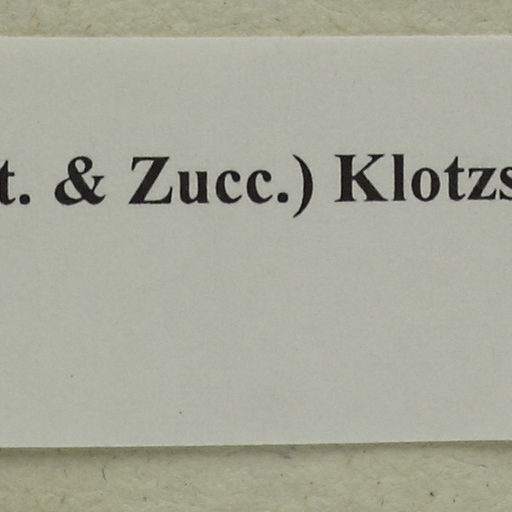 t. & Zucc.) Klotzs